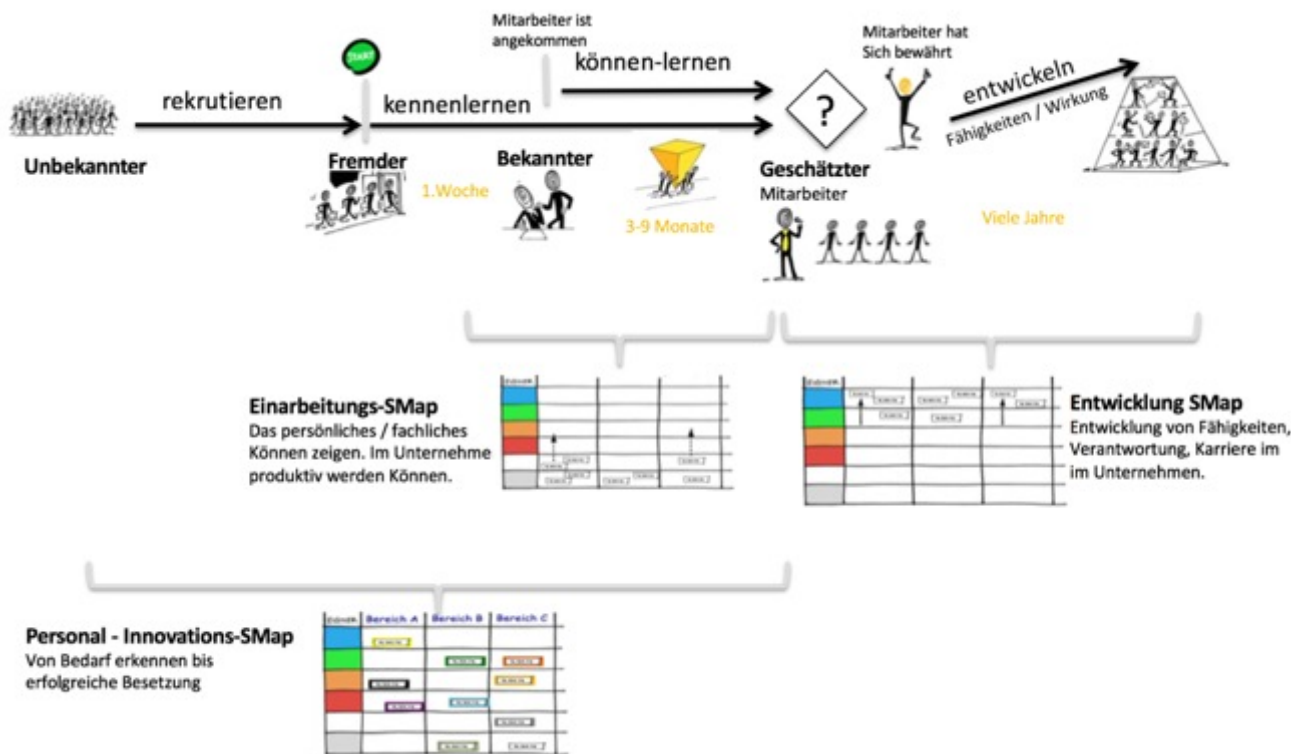 Mitarbeiter ist
angekommen
START
Mitarbeiter hat
Sich bewährt
rekrutieren
kennenlernen
können-lernen
entwickeln
Fähigkeiten / Wirkung
?
Unbekannter
Fremder
1.Woche
Bekannter
3-9 Monate
Geschätzter
Mitarbeiter
Viele Jahre
Einarbeitungs-SMap
Das persönliches / fachliches
Können zeigen. Im Unternehme
produktiv werden Können.
Entwicklung SMap
Entwicklung von Fähigkeiten,
Verantwortung, Karriere im
im Unternehmen.
Personal - Innovations-SMap
Von Bedarf erkennen bis
erfolgreiche Besetzung
Bereich A
Bereich B
Bereich C